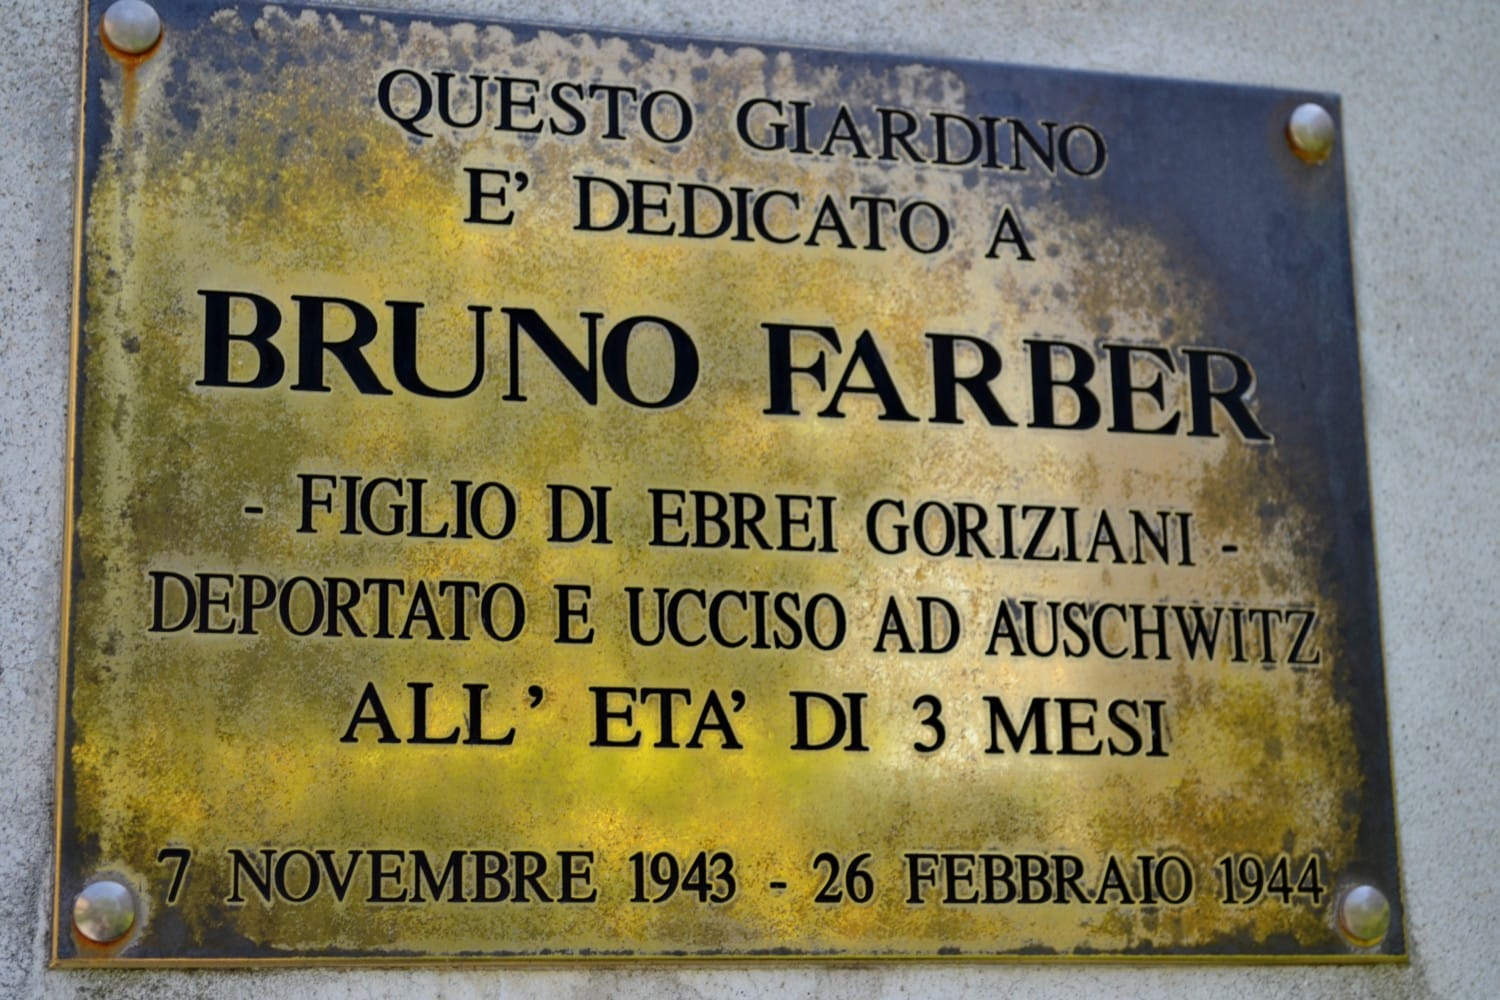 QUESTO GIARDINO
E' DEDICATO A
BRUNO FARBER
- FIGLIO DI EBREI GORIZIANI -
DEPORTATO E UCCISO AD AUSCHWITZ
ALL' ETA' DI 3 MESI
7 NOVEMBRE 1943 - 26 FEBBRAIO 1944